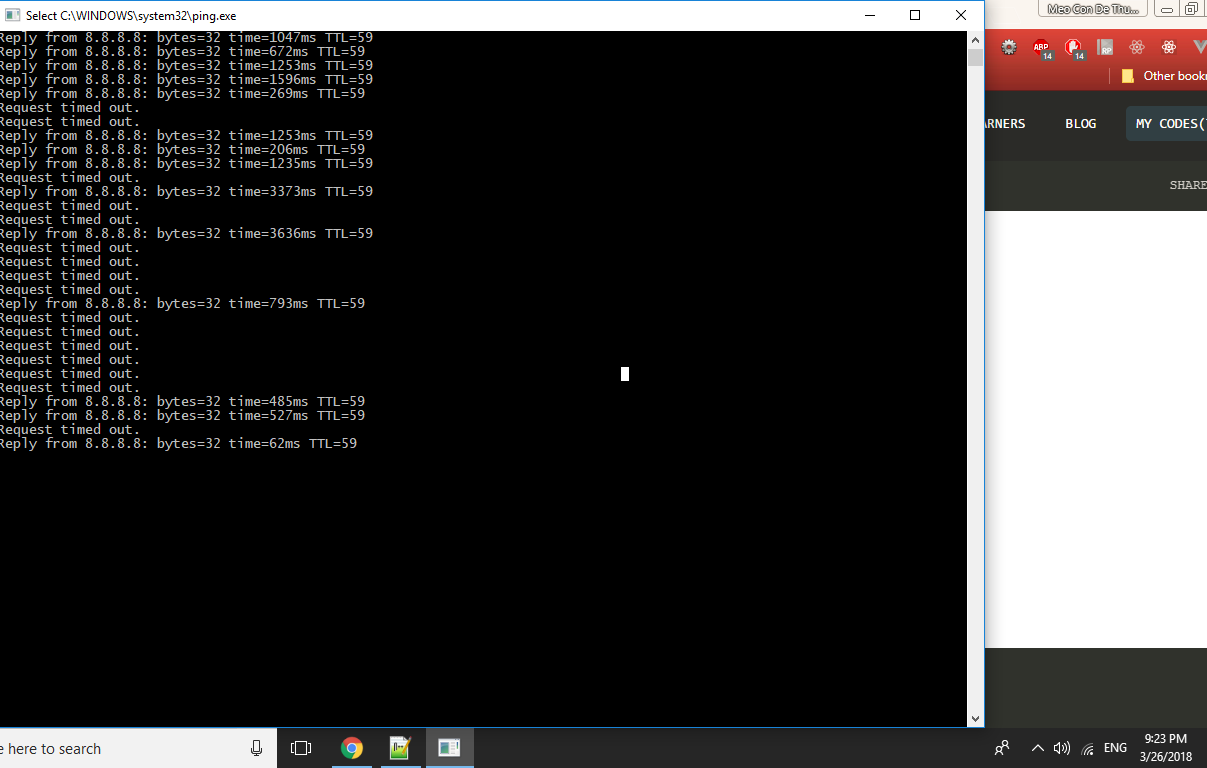 Select C:\WINDOWS\system32\ping.exe
Meo Con De Thu...
Reply from 8.8.8.8: bytes=32 time=1047ms TTL=59
Reply from 8.8.8.8: bytes=32 time=672ms TTL=59
Reply from 8.8.8.8: bytes=32 time=1253ms TTL=59
Reply from 8.8.8.8: bytes=32 time=1596ms TTL=59
Reply from 8.8.8.8: bytes=32 time=269ms TTL=59
Request timed out.
Request timed out.
Reply from 8.8.8.8: bytes=32 time=1253ms TTL=59
Reply from 8.8.8.8: bytes=32 time=206ms TTL=59
Reply from 8.8.8.8: bytes=32 time=1235ms TTL=59
Request timed out.
Reply from 8.8.8.8: bytes=32 time=3373ms TTL=59
Request timed out.
Request timed out.
Reply from 8.8.8.8: bytes=32 time=3636ms TTL=59
Request timed out.
Request timed out.
Request timed out.
Request timed out.
Reply from 8.8.8.8: bytes=32 time=793ms TTL=59
Request timed out.
Request timed out.
Request timed out.
Request timed out.
Request timed out.
Request timed out.
Reply from 8.8.8.8: bytes=32 time=485ms TTL=59
Reply from 8.8.8.8: bytes=32 time=527ms TTL=59
Request timed out.
Reply from 8.8.8.8: bytes=32 time=62ms TTL=59
ABP 14 14 RP
Other bookr
ARNERS BLOG MY CODES(
SHARE
e here to search
ENG
9:23 PM
3/26/2018